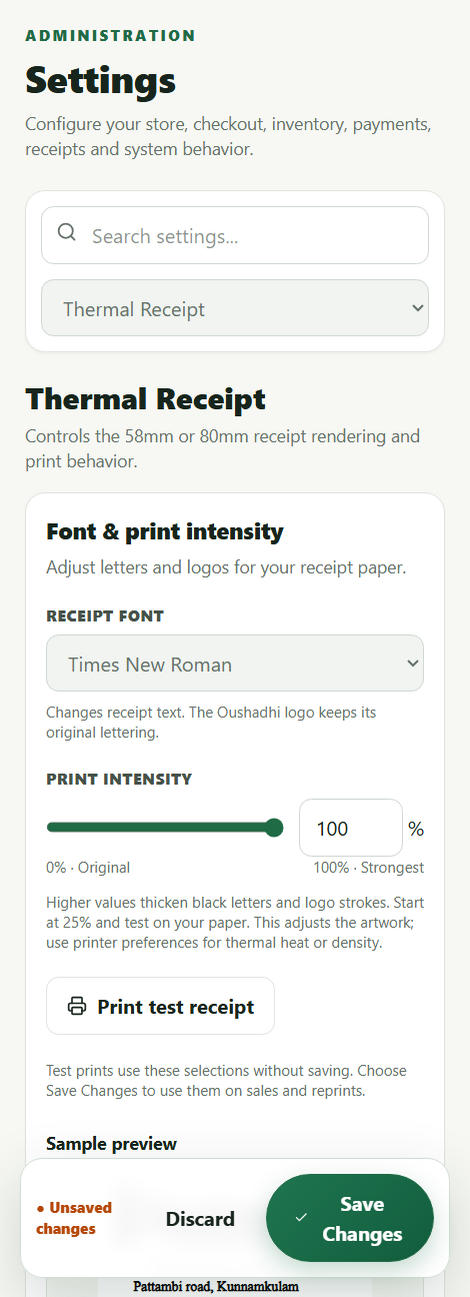 ADMINISTRATION
Settings
Configure your store, checkout, inventory, payments,
receipts and system behavior.
Search settings...
Thermal Receipt
Thermal Receipt
Controls the 58mm or 80mm receipt rendering and
print behavior.
Font & print intensity
Adjust letters and logos for your receipt paper.
RECEIPT FONT
Times New Roman
Changes receipt text. The Oushadhi logo keeps its
original lettering.
PRINT INTENSITY
100 %
0% · Original 100% · Strongest
Higher values thicken black letters and logo strokes. Start
at 25% and test on your paper. This adjusts the artwork;
use printer preferences for thermal heat or density.
Print test receipt
Test prints use these selections without saving. Choose
Save Changes to use them on sales and reprints.
Sample preview
● Unsaved
changes
Discard
Save
Changes
Pattambi road, Kunnamkulam